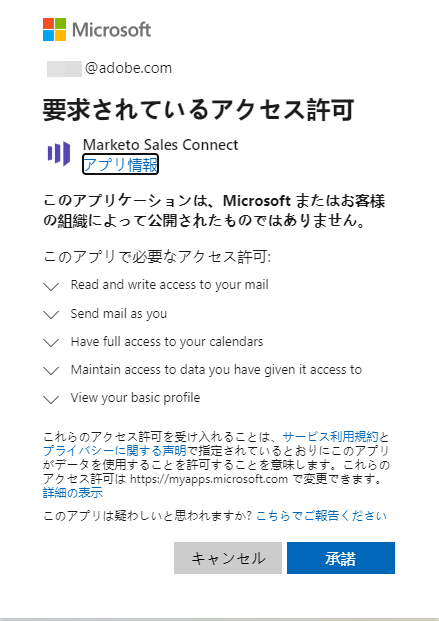 Microsoft
@adobe.com
要求されているアクセス許可
Marketo Sales Connect
アプリ情報
このアプリケーションは、Microsoft またはお客様
の組織によって公開されたものではありません。
このアプリで必要なアクセス許可:
Read and write access to your mail
Send mail as you
Have full access to your calendars
Maintain access to data you have given it access to
View your basic profile
これらのアクセス許可を受け入れることは、サービス利用規約と
プライバシーに関する声明で指定されているとおりにこのアプリ
がデータを使用することを許可することを意味します。これらの
アクセス許可は https://myapps.microsoft.com で変更できます。
詳細の表示
このアプリは疑わしいと思われますか? こちらでご報告ください
キャンセル
承諾